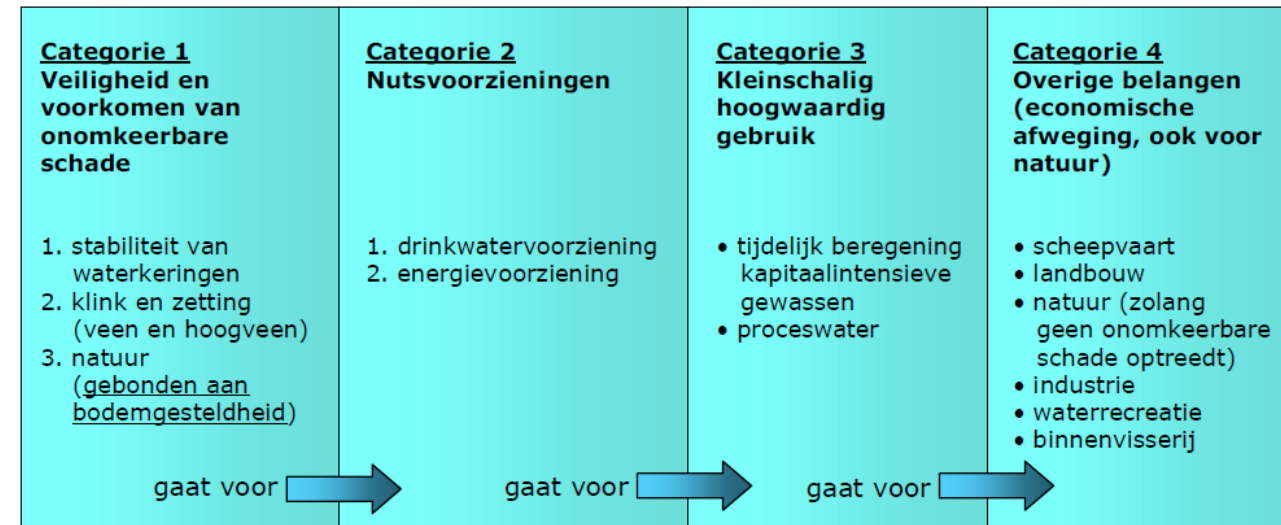 Categorie 1
Veiligheid en
voorkomen van
onomkeerbare
schade
1. stabiliteit van
waterkeringen
2. klink en zetting
(veen en hoogveen)
3. natuur
(gebonden aan
bodemgesteldheid)
gaat voor
Categorie 2
Nutsvoorzieningen
1. drinkwatervoorziening
2. energievoorziening
gaat voor
Categorie 3
Kleinschalig
hoogwaardig
gebruik
• tijdelijk beregening
kapitaalintensieve
gewassen
• proceswater
gaat voor
Categorie 4
Overige belangen
(economische
afweging, ook voor
natuur)
• scheepvaart
• landbouw
• natuur (zolang
geen onomkeerbare
schade optreedt)
• industrie
• waterrecreatie
• binnenvisserij